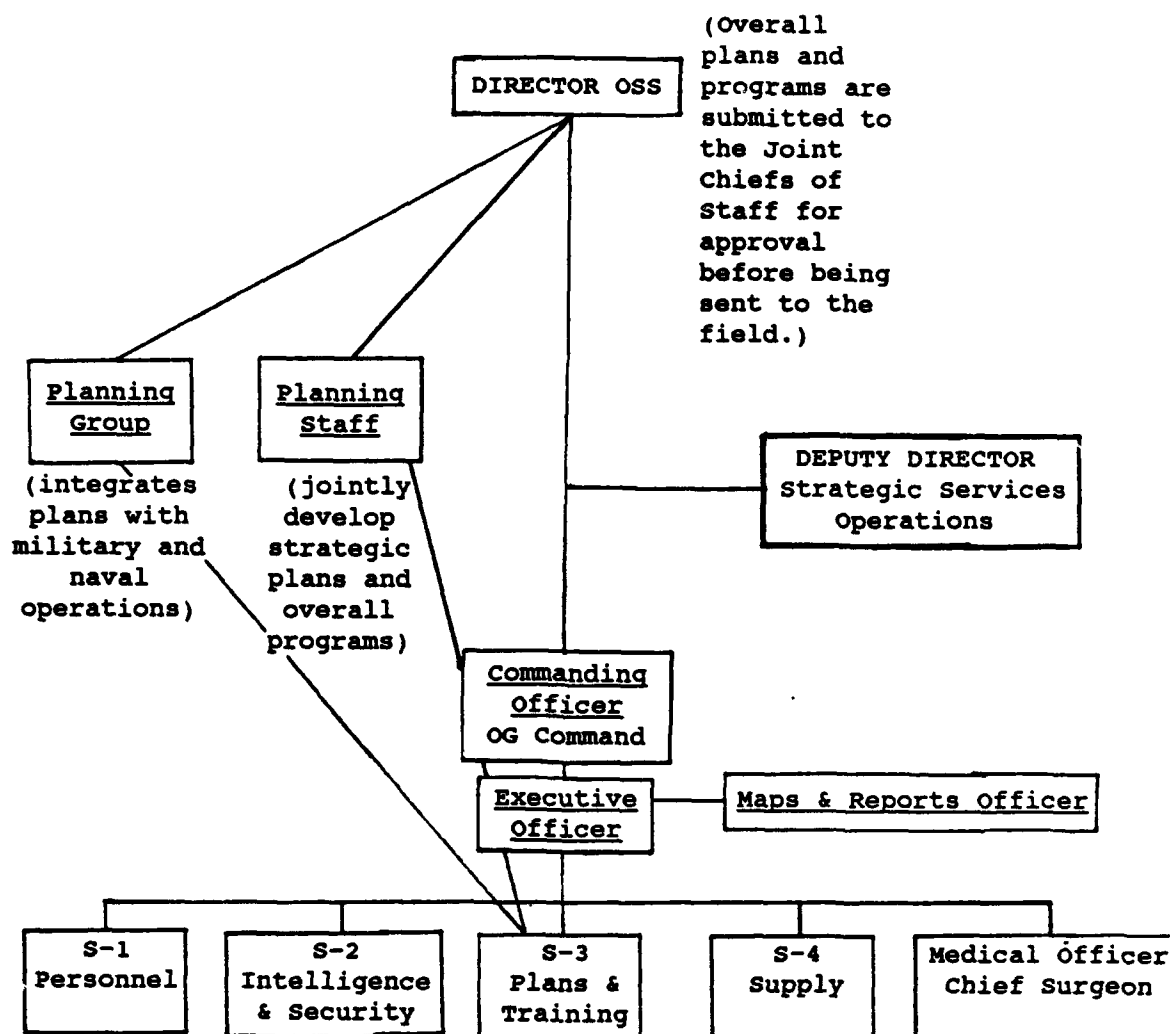 DIRECTOR OSS
(Overall
plans and
programs are
submitted to
the Joint
Chiefs of
Staff for
approval
before being
sent to the
field.)
Planning
Group
(integrates
plans with
military and
naval
operations)
Planning
Staff
(jointly
develop
strategic
plans and
overall
programs)
DEPUTY DIRECTOR
Strategic Services
Operations
Commanding
Officer
OG Command
Executive
Officer
Maps & Reports Officer
S-1
Personnel
S-2
Intelligence
& Security
S-3
Plans &
Training
S-4
Supply
Medical Officer
Chief Surgeon